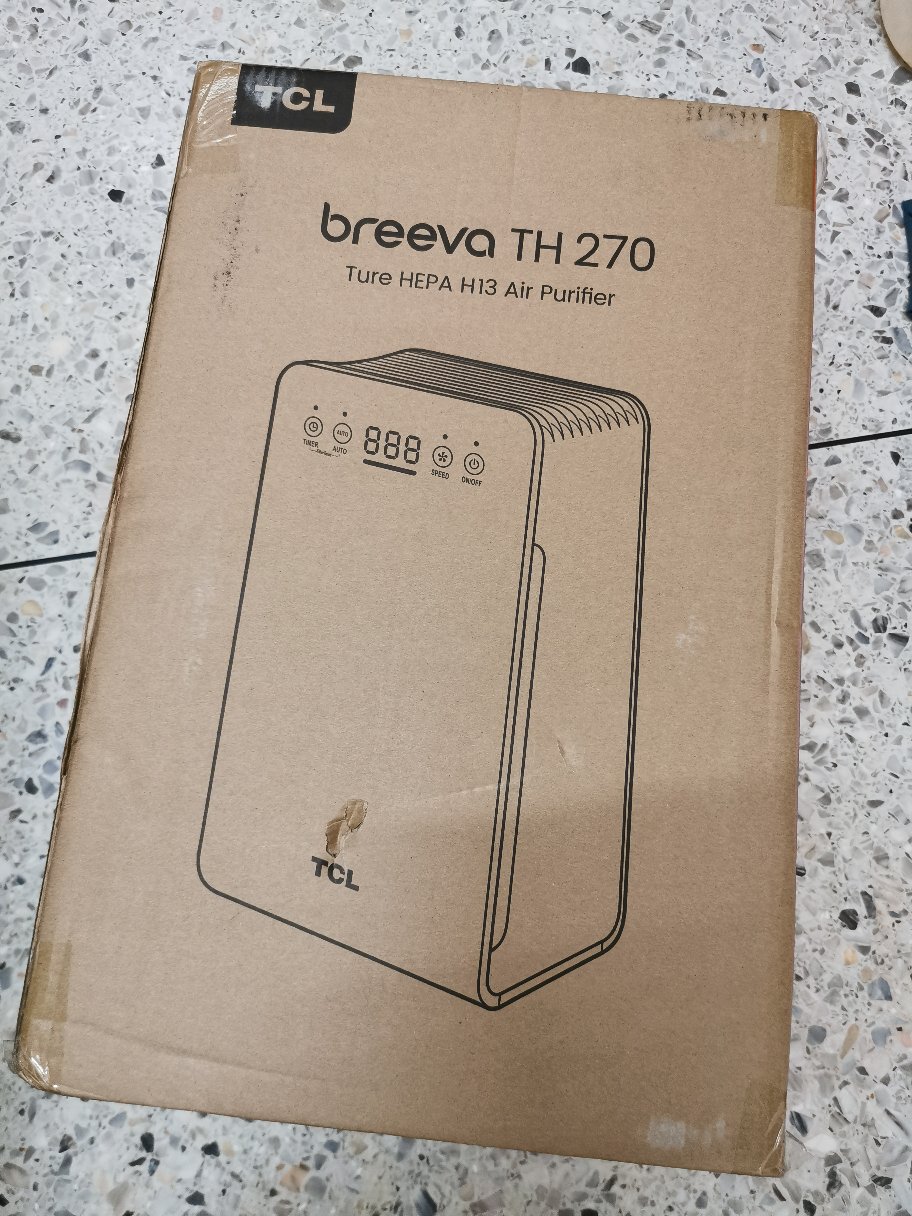 TCL
breeva TH 270
Ture HEPA H13 Air Purifier
TIMER
AUTO
AUTO
888
SPEED
ON/OFF
TCL